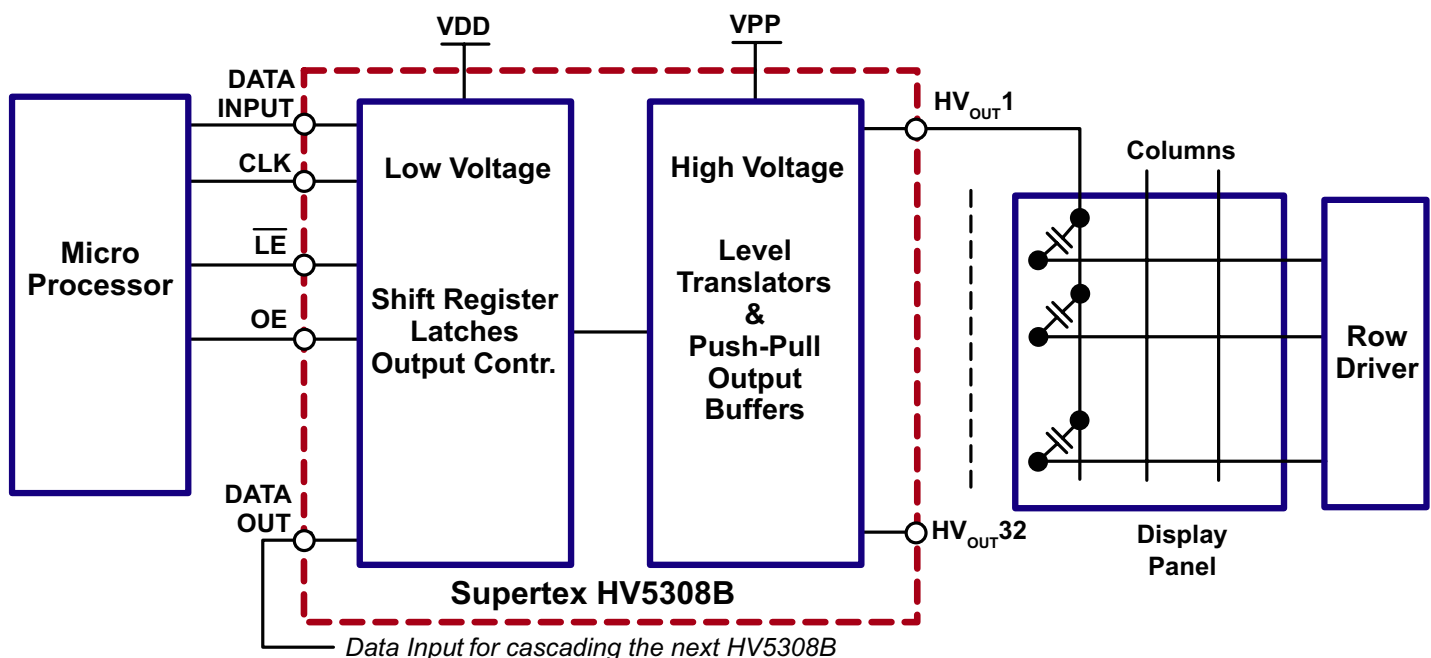 VDD
VPP
DATA
INPUT
CLK
L̅E̅
OE
DATA
OUT
Micro
Processor
Low Voltage
Shift Register
Latches
Output Contr.
High Voltage
Level
Translators
&
Push-Pull
Output
Buffers
HVOUT1
HVOUT32
Columns
Row
Driver
Display
Panel
Supertex HV5308B
Data Input for cascading the next HV5308B